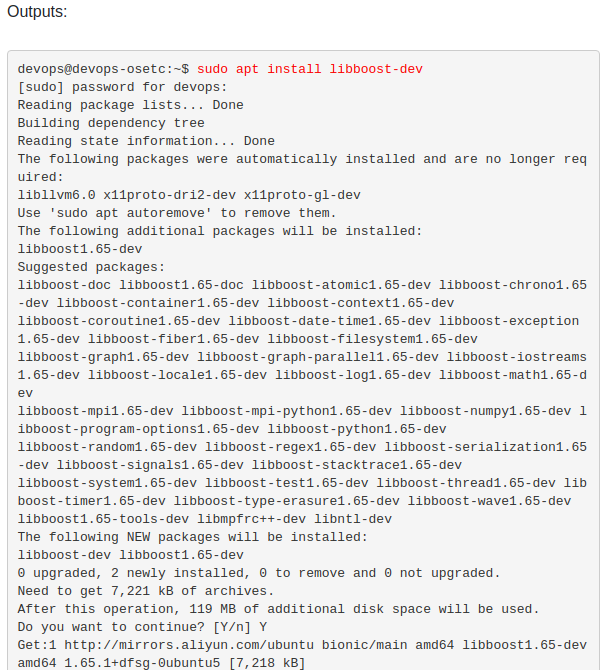 Outputs:
devops@devops-osetc:~$ sudo apt install libboost-dev
[sudo] password for devops:
Reading package lists... Done
Building dependency tree
Reading state information... Done
The following packages were automatically installed and are no longer req
uired:
libllvm6.0 x11proto-dri2-dev x11proto-gl-dev
Use 'sudo apt autoremove' to remove them.
The following additional packages will be installed:
libboost1.65-dev
Suggested packages:
libboost-doc libboost1.65-doc libboost-atomic1.65-dev libboost-chrono1.65
-dev libboost-container1.65-dev libboost-context1.65-dev
libboost-coroutine1.65-dev libboost-date-time1.65-dev libboost-exception
1.65-dev libboost-fiber1.65-dev libboost-filesystem1.65-dev
libboost-graph1.65-dev libboost-graph-parallel1.65-dev libboost-iostreams
1.65-dev libboost-locale1.65-dev libboost-log1.65-dev libboost-math1.65-d
ev
libboost-mpi1.65-dev libboost-mpi-python1.65-dev libboost-numpy1.65-dev l
ibboost-program-options1.65-dev libboost-python1.65-dev
libboost-random1.65-dev libboost-regex1.65-dev libboost-serialization1.65
-dev libboost-signals1.65-dev libboost-stacktrace1.65-dev
libboost-system1.65-dev libboost-test1.65-dev libboost-thread1.65-dev lib
boost-timer1.65-dev libboost-type-erasure1.65-dev libboost-wave1.65-dev
libboost1.65-tools-dev libmpfrc++-dev libntl-dev
The following NEW packages will be installed:
libboost-dev libboost1.65-dev
0 upgraded, 2 newly installed, 0 to remove and 0 not upgraded.
Need to get 7,221 kB of archives.
After this operation, 119 MB of additional disk space will be used.
Do you want to continue? [Y/n] Y
Get:1 http://mirrors.aliyun.com/ubuntu bionic/main amd64 libboost1.65-dev
amd64 1.65.1+dfsg-0ubuntu5 [7,218 kB]